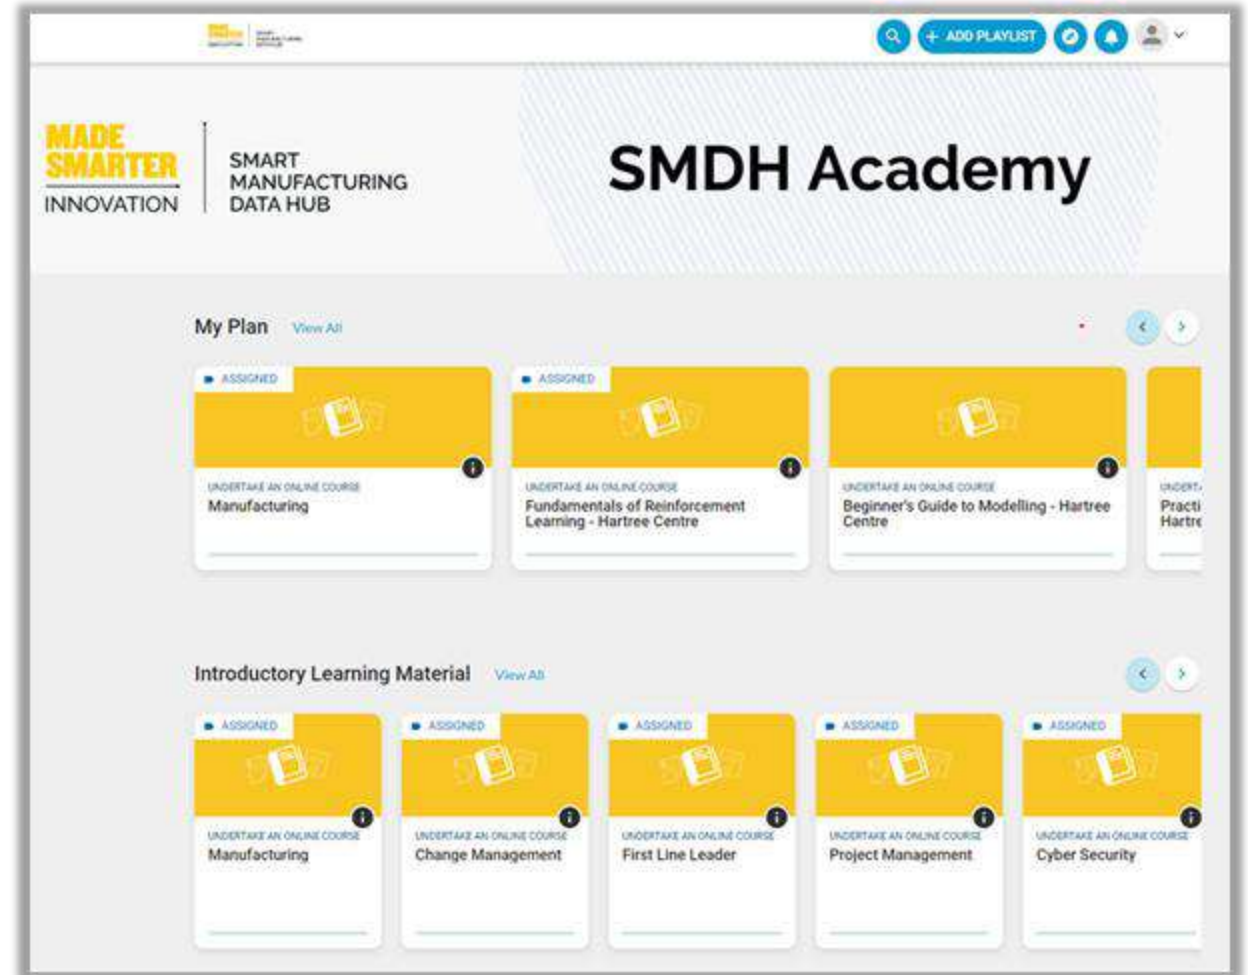 + ADD PLAYLIST
MADE
SMARTER
INNOVATION
SMART
MANUFACTURING
DATA HUB
SMDH Academy
My Plan View All
ASSIGNED
UNDERTAKE AN ONLINE COURSE
Manufacturing
ASSIGNED
UNDERTAKE AN ONLINE COURSE
Fundamentals of Reinforcement
Learning - Hartree Centre
UNDERTAKE AN ONLINE COURSE
Beginner's Guide to Modelling - Hartree
Centre
UNDERT
Practi
Hartre
Introductory Learning Material View All
ASSIGNED
UNDERTAKE AN ONLINE COURSE
Manufacturing
ASSIGNED
UNDERTAKE AN ONLINE COURSE
Change Management
ASSIGNED
UNDERTAKE AN ONLINE COURSE
First Line Leader
ASSIGNED
UNDERTAKE AN ONLINE COURSE
Project Management
ASSIGNED
UNDERTAKE AN ONLINE COURSE
Cyber Security